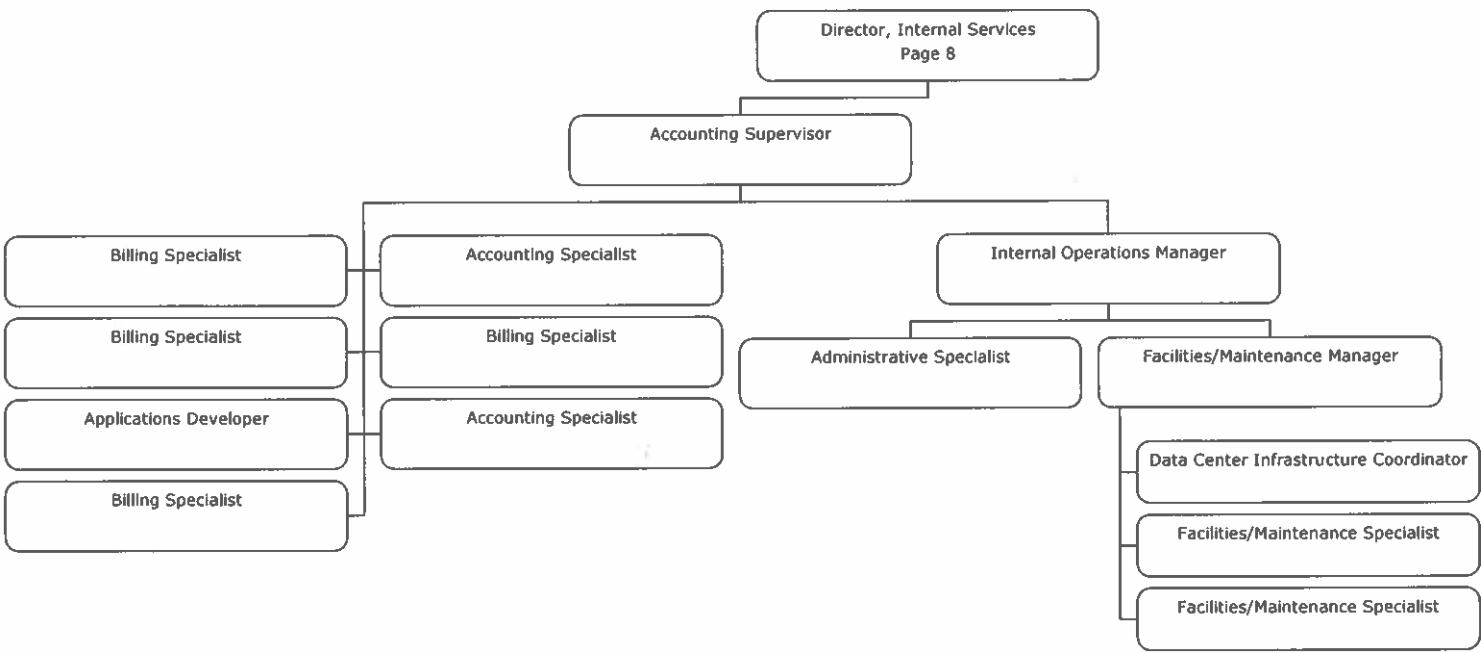 Director, Internal Services
Page 8
Accounting Supervisor
Billing Specialist
Accounting Specialist
Internal Operations Manager
Billing Specialist
Billing Specialist
Administrative Specialist
Facilities/Maintenance Manager
Applications Developer
Accounting Specialist
Data Center Infrastructure Coordinator
Billing Specialist
Facilities/Maintenance Specialist
Facilities/Maintenance Specialist